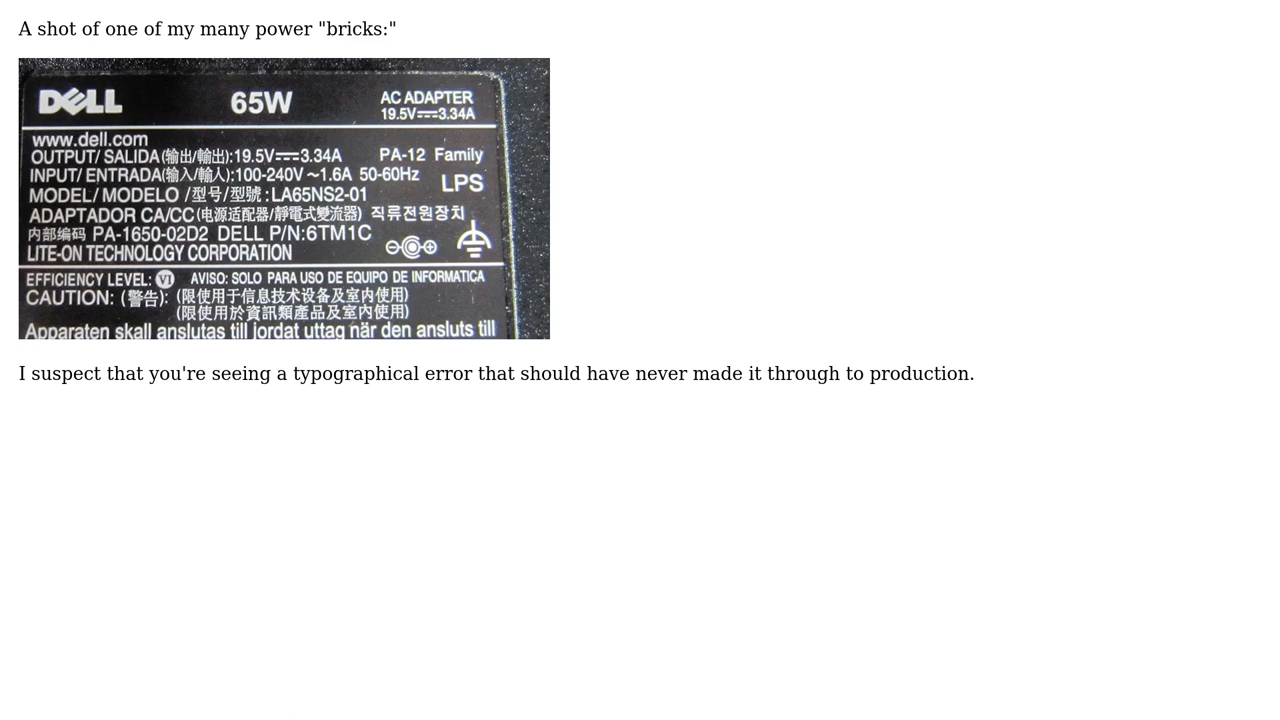 A shot of one of my many power "bricks:"
DELL 65W AC ADAPTER
19.5V⎓3.34A
www.dell.com
OUTPUT/ SALIDA(输出/輸出):19.5V⎓3.34A PA-12 Family
INPUT/ ENTRADA(输入/輸入):100-240V ~1.6A 50-60Hz
LPS
MODEL/ MODELO /型号/型號:LA65NS2-01
ADAPTADOR CA/CC(电源适配器/靜電式變流器) 직류전원장치
内部编码 PA-1650-02D2 DELL P/N:6TM1C
LITE-ON TECHNOLOGY CORPORATION
EFFICIENCY LEVEL: VI AVISO: SOLO PARA USO DE EQUIPO DE INFORMATICA
CAUTION: (警告): (限使用于信息技术设备及室内使用)
(限使用於資訊類產品及室內使用)
Apparaten skall anslutas till jordat uttag när den ansluts till
I suspect that you're seeing a typographical error that should have never made it through to production.